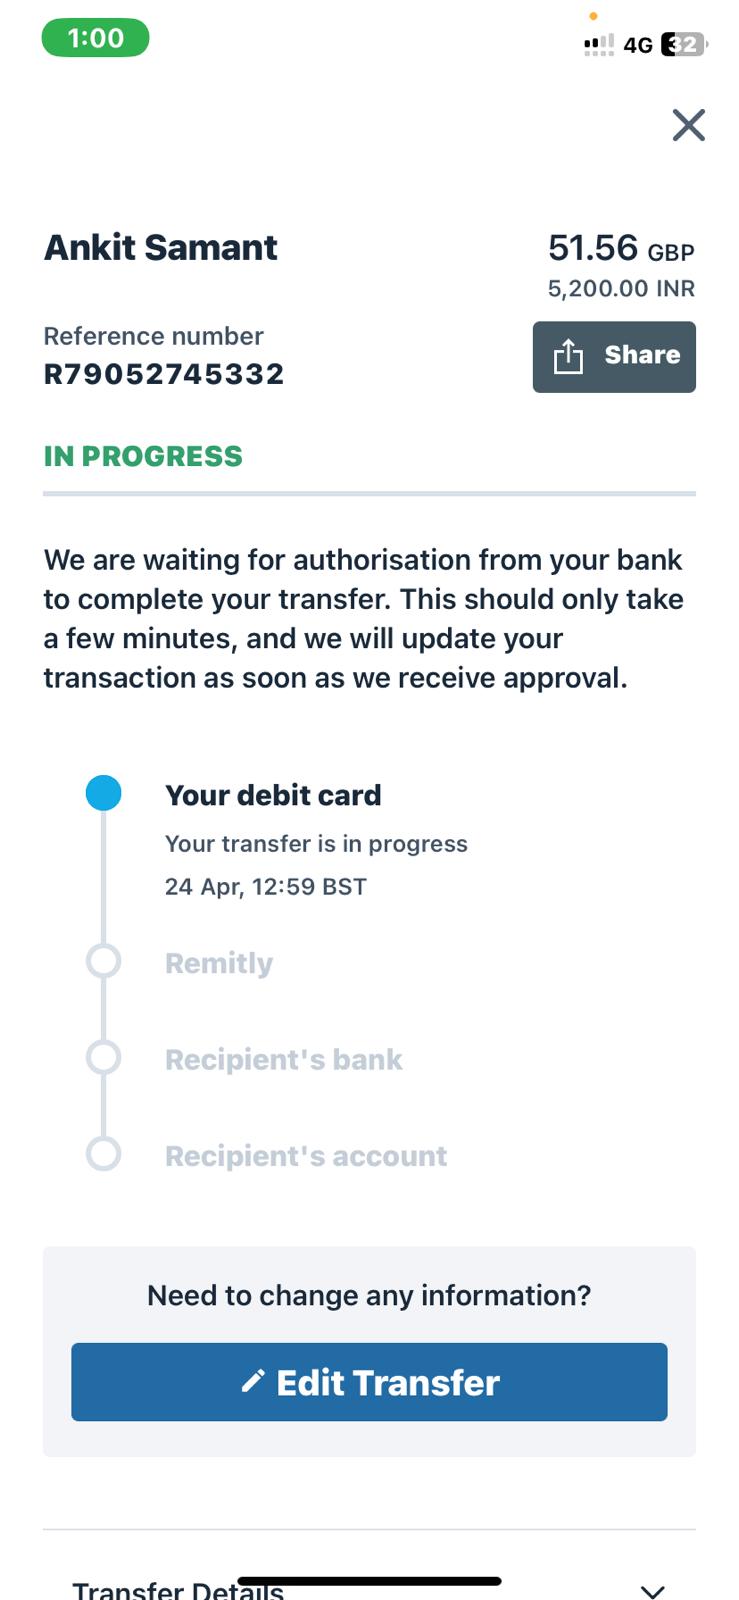 1:00
4G 32
Ankit Samant
51.56 GBP
5,200.00 INR
Reference number
R79052745332
Share
IN PROGRESS
We are waiting for authorisation from your bank
to complete your transfer. This should only take
a few minutes, and we will update your
transaction as soon as we receive approval.
Your debit card
Your transfer is in progress
24 Apr, 12:59 BST
Remitly
Recipient's bank
Recipient's account
Need to change any information?
Edit Transfer
Transfer Details